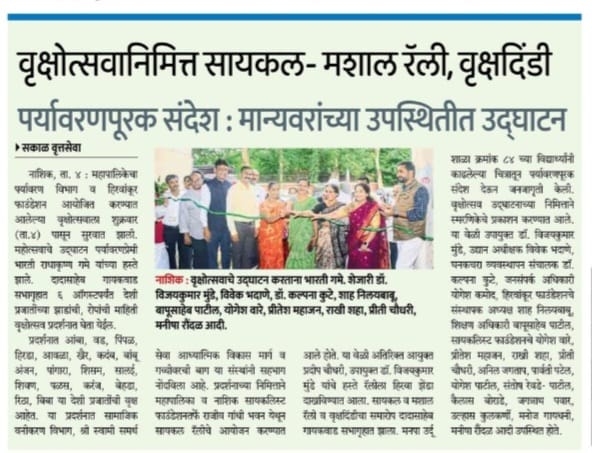 वृक्षोत्सवानिमित्त सायकल- मशाल रॅली, वृक्षदिंडी
पर्यावरणपूरक संदेश : मान्यवरांच्या उपस्थितीत उद्‌घाटन
सकाळ वृत्तसेवा
नाशिक, ता. ४ : महापालिकेचा
पर्यावरण विभाग व हिरवांकुर
फाउंडेशन आयोजित करण्यात
आलेल्या वृक्षोत्सवाला शुक्रवार
(ता.४) पासून सुरवात झाली.
महोत्सवाचे उद्‌घाटन पर्यावरणप्रेमी
भारती राधाकृष्ण गमे यांच्या हस्ते
झाले. दादासाहेब गायकवाड
सभागृहात ६ ऑगस्टपर्यंत देशी
प्रजातींच्या झाडांची, रोपांची माहिती
वृक्षोत्सव प्रदर्शनात घेता येईल.
प्रदर्शनात आंबा, वड, पिंपळ,
हिरडा, आवळा, खैर, कदंब, बांबू
अंजन, पांगारा, शिसम, सालई,
शिवण, पळस, करंज, बेहडा,
रिठा, बिबा या देशी प्रजातींची वृक्ष
आहेत. या प्रदर्शनात सामाजिक
वनीकरण विभाग, श्री स्वामी समर्थ
नाशिक : वृक्षोत्सवाचे उद्‌घाटन करताना भारती गमे. शेजारी डॉ.
विजयकुमार मुंडे, विवेक भदाणे, डॉ. कल्पना कुटे, शाह निलयबाबू,
बापूसाहेब पाटील, योगेश वारे, प्रीतेश महाजन, राखी शहा, प्रीती चौधरी,
मनीषा रौंदळ आदी.
सेवा आध्यात्मिक विकास मार्ग व
गच्चीवरची बाग या संस्थांनी सहभाग
नोंदविला आहे. प्रदर्शनाच्या निमित्ताने
महापालिका व नाशिक सायकलिस्ट
फाउंडेशनतर्फे राजीव गांधी भवन येथून
सायकल रॅलीचे आयोजन करण्यात
आले होते. या वेळी अतिरिक्त आयुक्त
प्रदीप चौधरी, उपायुक्त डॉ. विजयकुमार
मुंडे यांचे हस्ते रॅलीला हिरवा झेंडा
दाखविण्यात आला. सायकल व मशाल
रॅली व वृक्षदिंडीचा समारोप दादासाहेब
गायकवाड सभागृहात झाला. मनपा उर्दू
शाळा क्रमांक ८४ च्या विद्यार्थ्यांनी
काढलेल्या चित्रातून पर्यावरणपूरक
संदेश देऊन जनजागृती केली.
वृक्षोत्सव उद्‌घाटनाच्या निमित्ताने
स्मरणिकेचे प्रकाशन करण्यात आले.
या वेळी उपायुक्त डॉ. विजयकुमार
मुंडे, उद्यान अधीक्षक विवेक भदाणे,
घनकचरा व्यवस्थापन संचालक डॉ.
कल्पना कुटे, जनसंपर्क अधिकारी
योगेश कमोद, हिरवांकुर फाउंडेशनचे
संस्थापक अध्यक्ष शाह निलयबाबू,
शिक्षण अधिकारी बापूसाहेब पाटील,
सायकलिस्ट फाउंडेशनचे योगेश वारे,
प्रीतेश महाजन, राखी शहा, प्रीती
चौधरी, अनिल जगताप, पार्वती पटेल,
योगेश पाटील, संतोष रेवडे- पाटील,
कैलास बोराडे, जगन्नाथ पवार,
उल्हास कुलकर्णी, मनोज गायधनी,
मनीषा रौंदळ आदी उपस्थित होते.